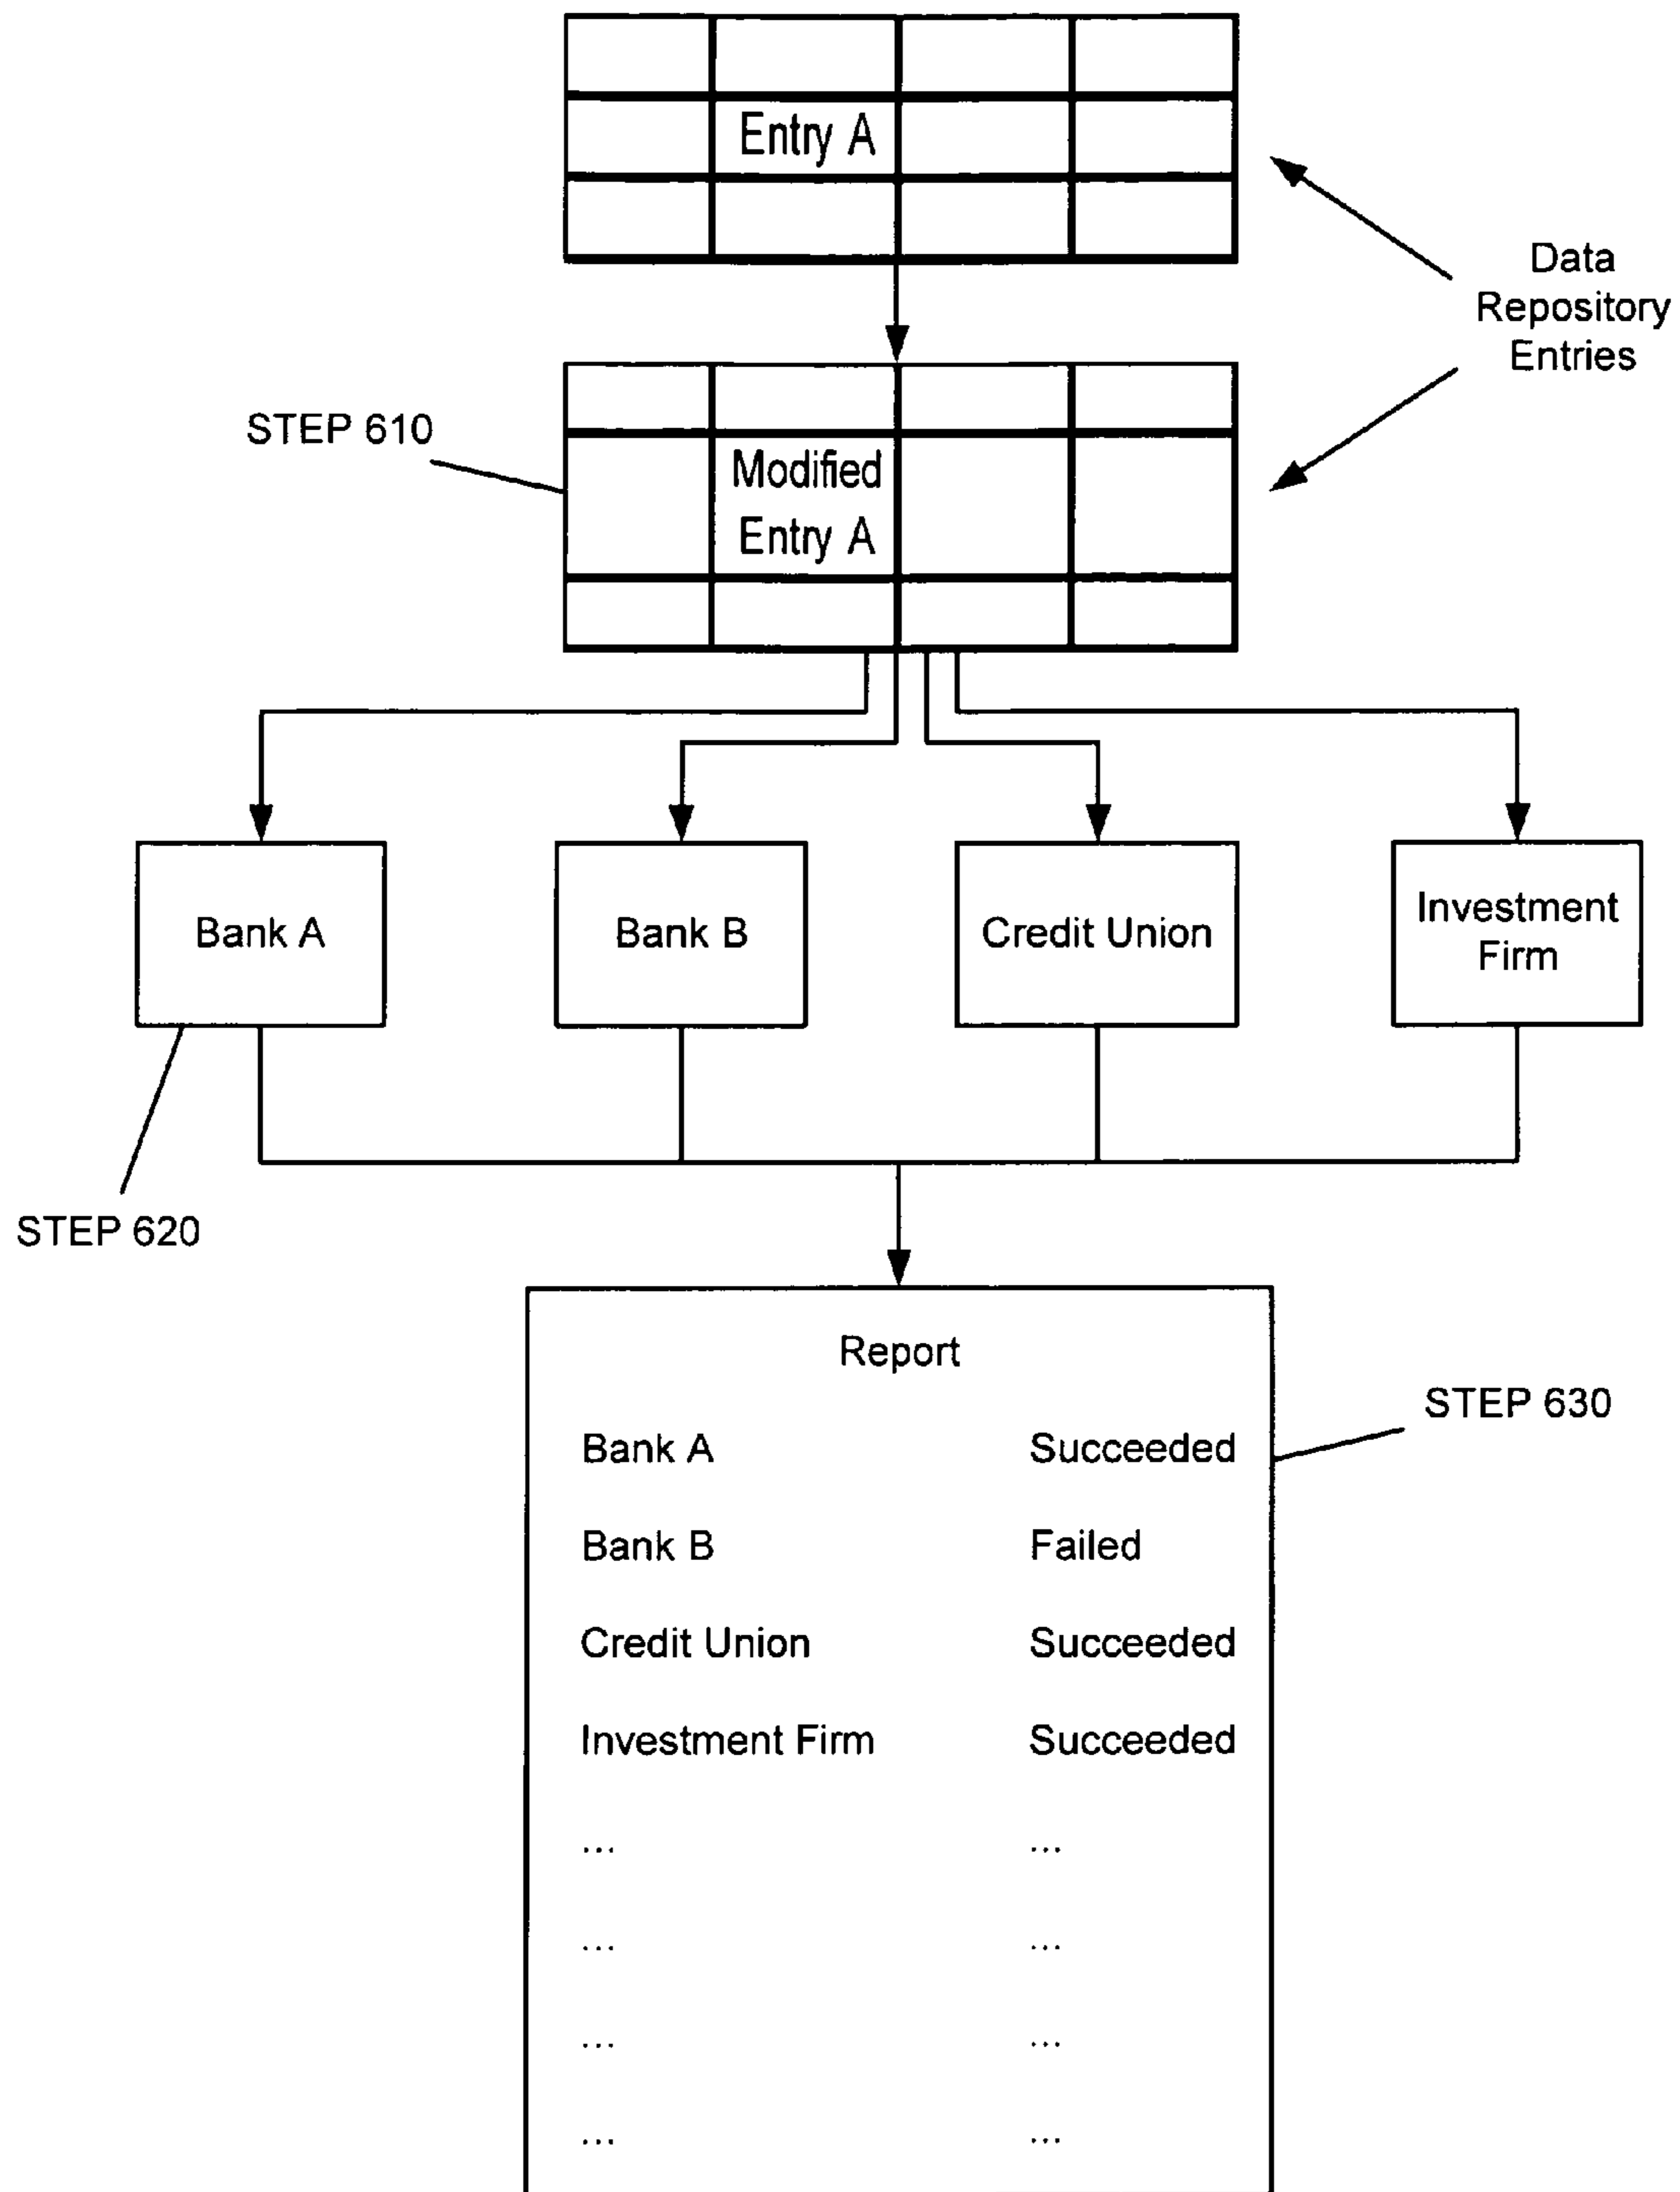 Entry A
Data
Repository
Entries
STEP 610
Modified
Entry A
Bank A
Bank B
Credit Union
Investment
Firm
STEP 620
Report
STEP 630
Bank A Succeeded
Bank B Failed
Credit Union Succeeded
Investment Firm Succeeded
... ...
... ...
... ...
... ...